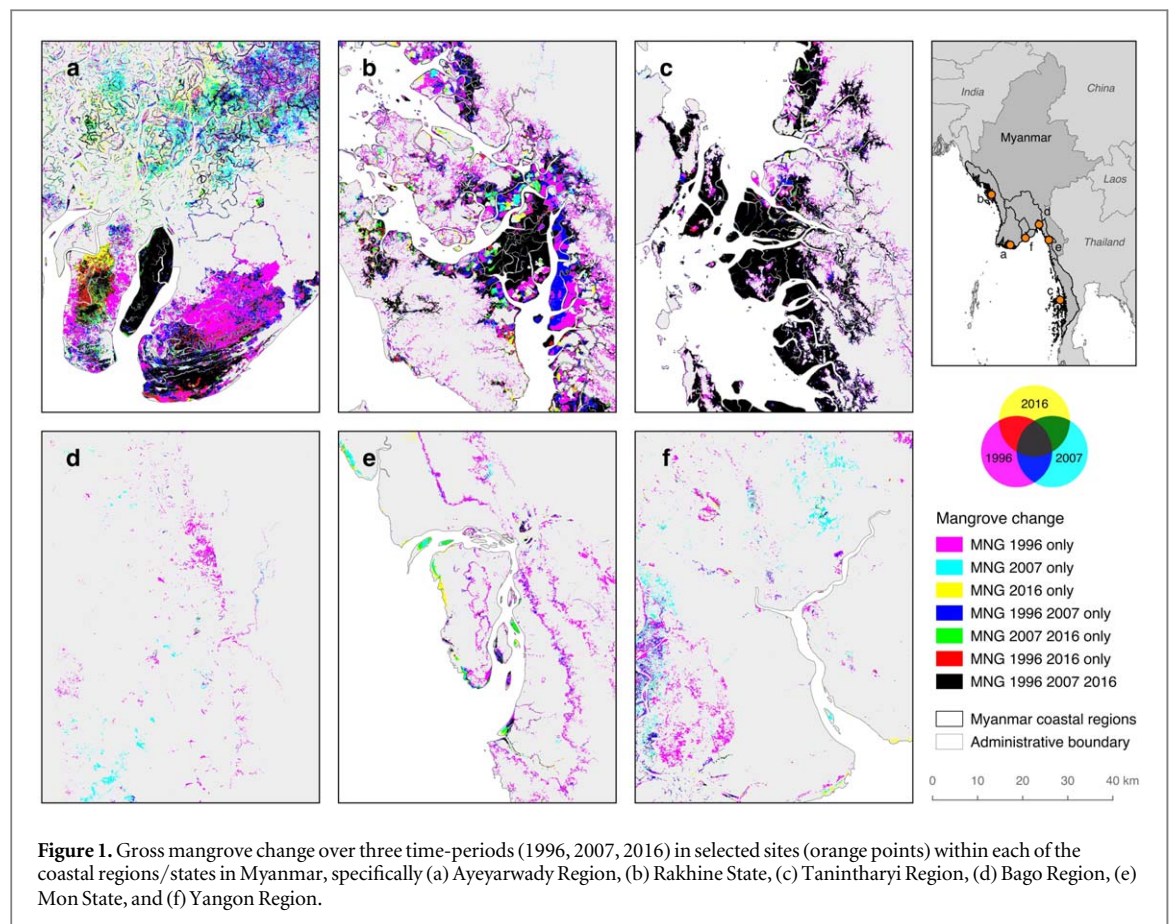 a
b
c
India
China
Myanmar
Laos
Thailand
b
d
a
f
e
c
2016
1996
2007
d
e
f
Mangrove change
MNG 1996 only
MNG 2007 only
MNG 2016 only
MNG 1996 2007 only
MNG 2007 2016 only
MNG 1996 2016 only
MNG 1996 2007 2016
Myanmar coastal regions
Administrative boundary
0 10 20 30 40 km
Figure 1. Gross mangrove change over three time-periods (1996, 2007, 2016) in selected sites (orange points) within each of the
coastal regions/states in Myanmar, specifically (a) Ayeyarwady Region, (b) Rakhine State, (c) Tanintharyi Region, (d) Bago Region, (e)
Mon State, and (f) Yangon Region.